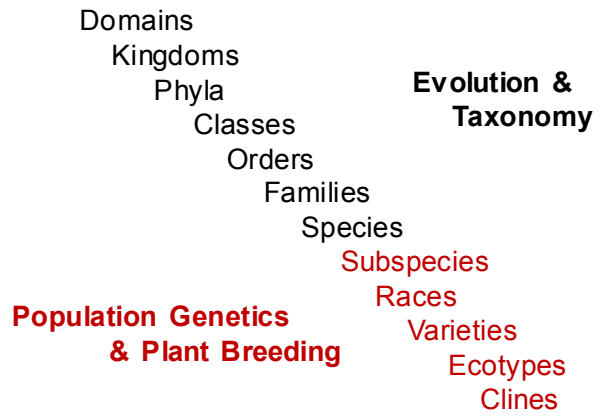 Domains
Kingdoms
Phyla
Classes
Orders
Families
Species
Subspecies
Races
Varieties
Ecotypes
Clines
Evolution &
Taxonomy
Population Genetics
& Plant Breeding